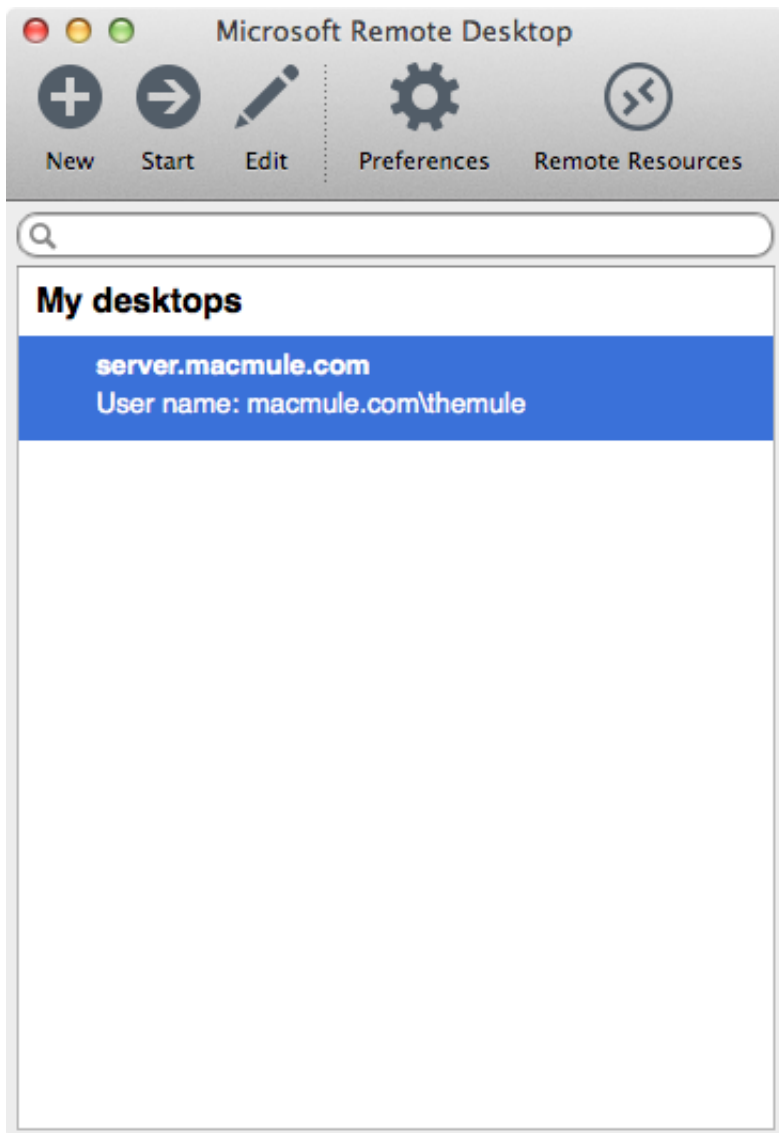 Microsoft Remote Desktop
New Start Edit Preferences Remote Resources
My desktops
server.macmule.com
User name: macmule.com\themule